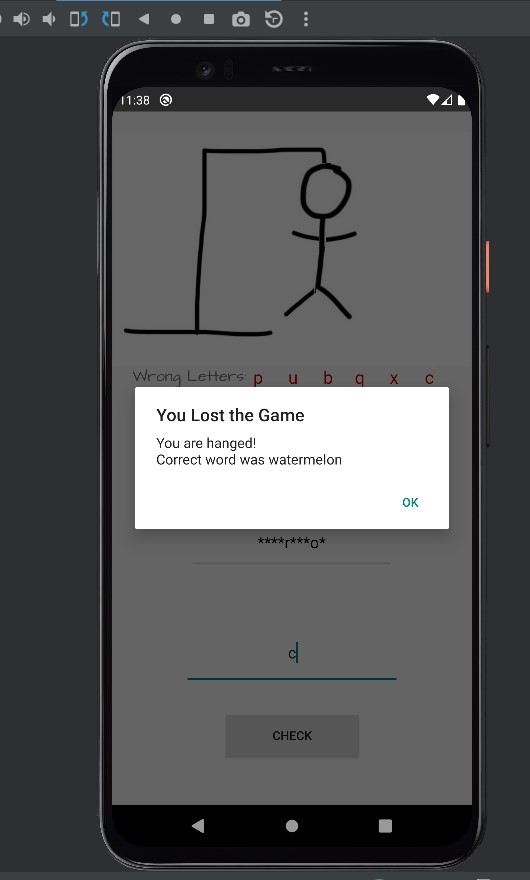 11:38
Wrong Letters p u b q x c
You Lost the Game
You are hanged!
Correct word was watermelon
OK
****r***o*
c
CHECK